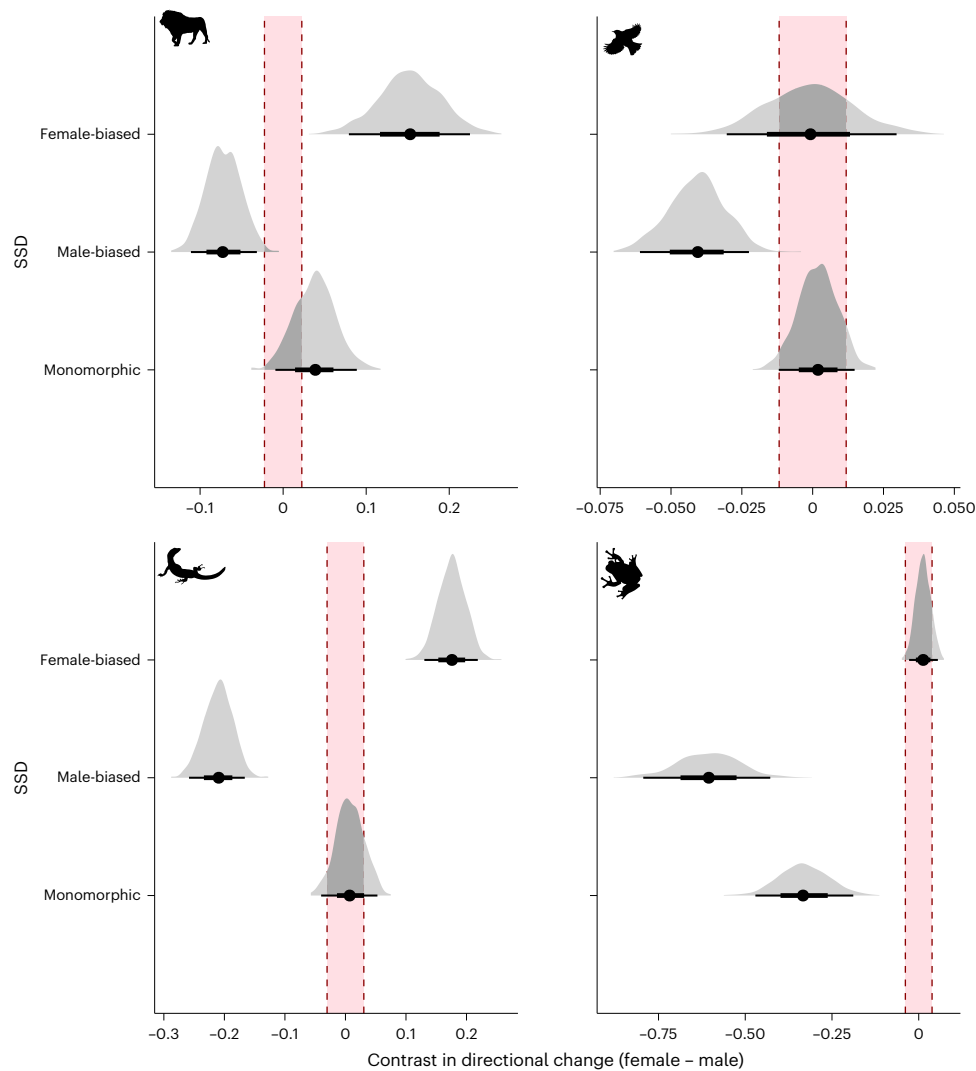 Female-biased
Male-biased
Monomorphic
SSD
−0.1 0 0.1 0.2
−0.075 −0.050 −0.025 0 0.025 0.050
Female-biased
Male-biased
Monomorphic
SSD
−0.3 −0.2 −0.1 0 0.1 0.2
−0.75 −0.50 −0.25 0
Contrast in directional change (female – male)